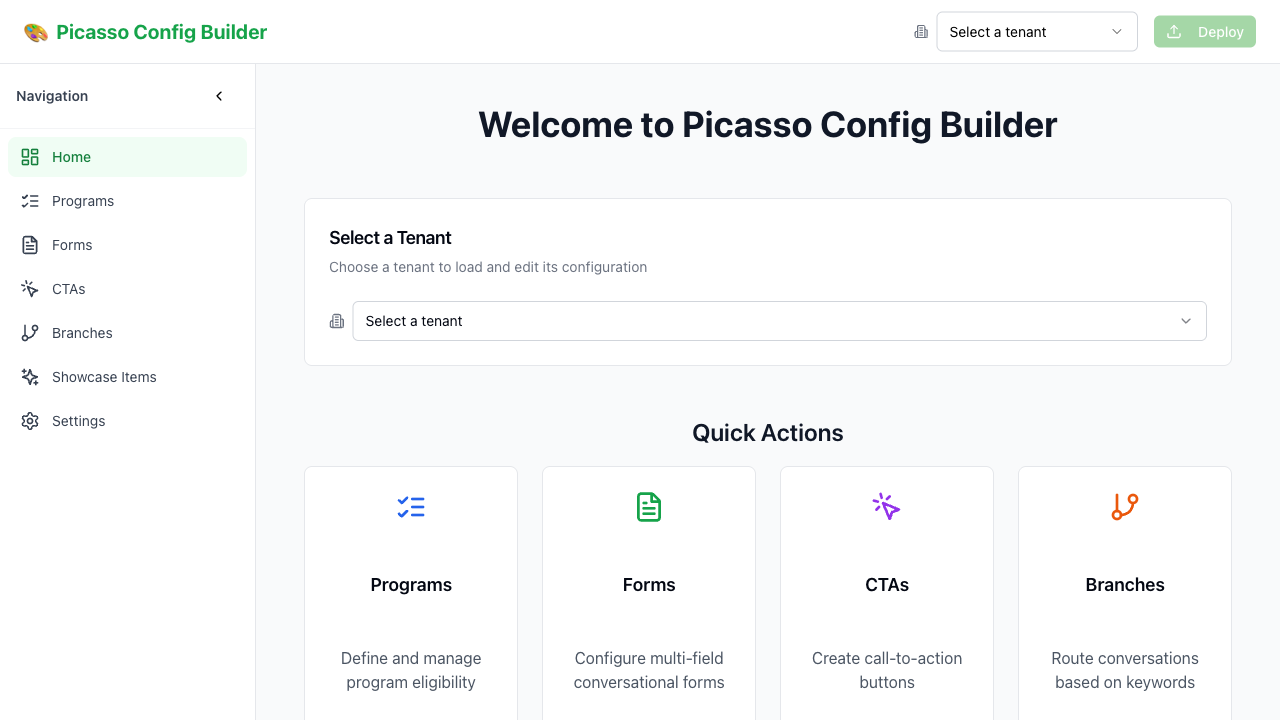 Picasso Config Builder
Select a tenant
Deploy
Navigation
Home
Programs
Forms
CTAs
Branches
Showcase Items
Settings
Welcome to Picasso Config Builder
Select a Tenant
Choose a tenant to load and edit its configuration
Select a tenant
Quick Actions
Programs
Define and manage
program eligibility
Forms
Configure multi-field
conversational forms
CTAs
Create call-to-action
buttons
Branches
Route conversations
based on keywords